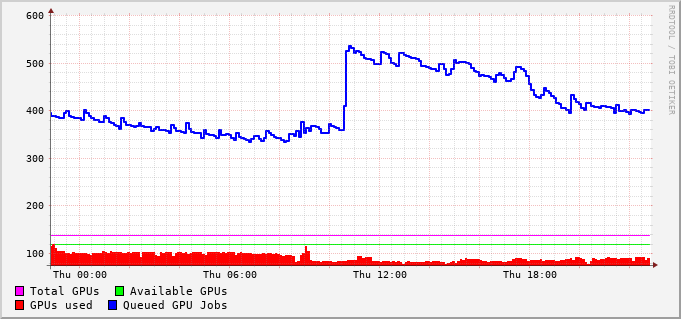 600
500
400
300
200
100
Thu 00:00 Thu 06:00 Thu 12:00 Thu 18:00
Total GPUs Available GPUs
GPUs used Queued GPU Jobs
RRDTOOL / TOBI OETIKER